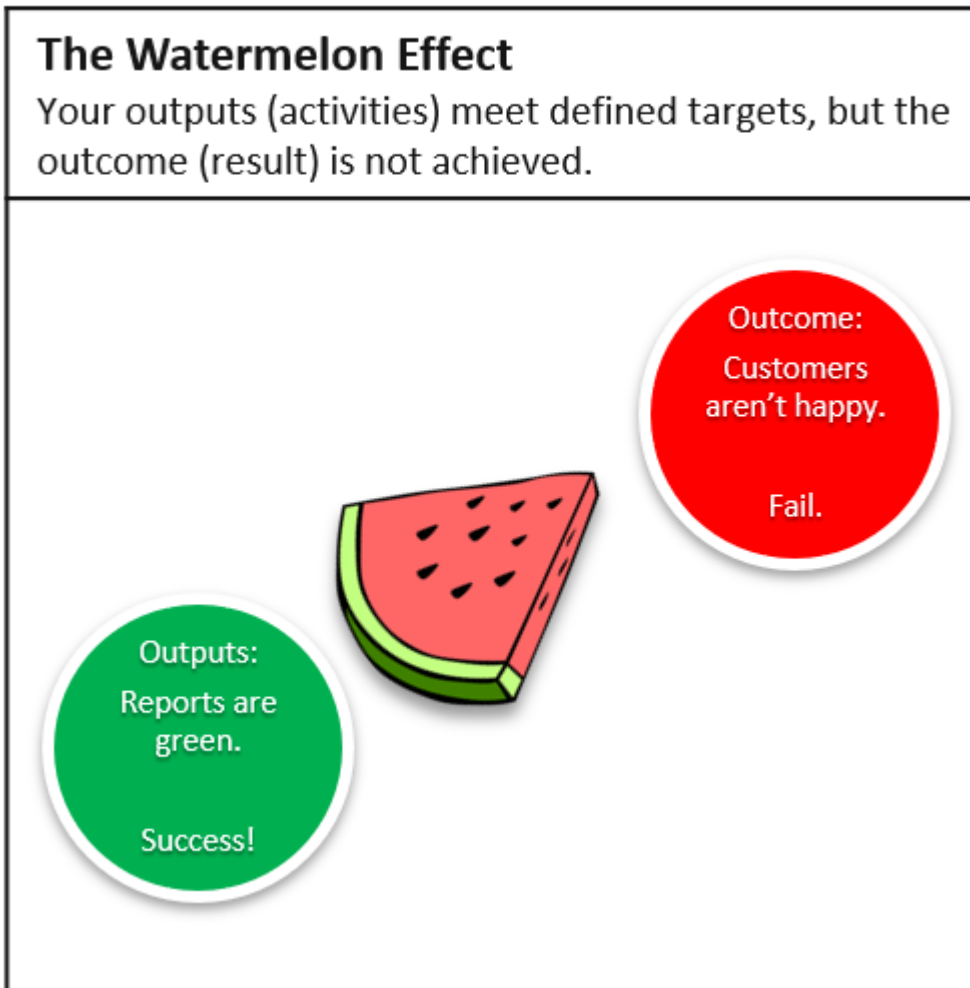 The Watermelon Effect
Your outputs (activities) meet defined targets, but the
outcome (result) is not achieved.
Outcome:
Customers
aren’t happy.
Fail.
Outputs:
Reports are
green.
Success!